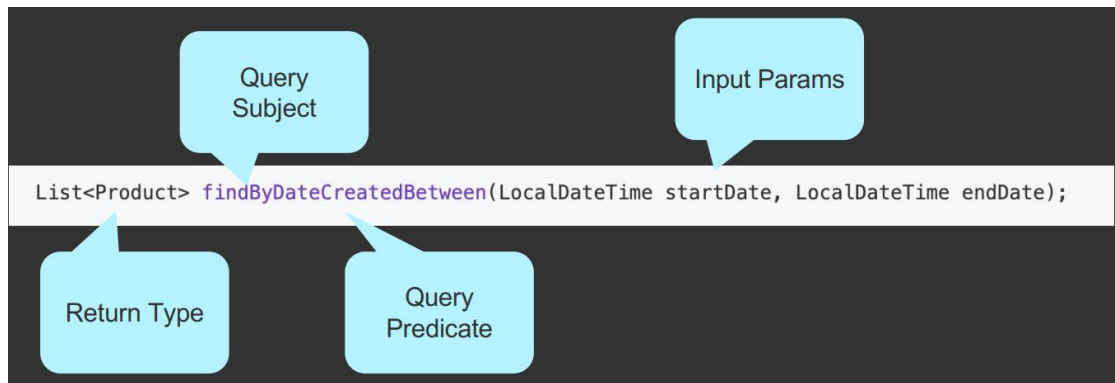 Query
Subject
Input Params
List<Product> findByDateCreatedBetween(LocalDateTime startDate, LocalDateTime endDate);
Return Type
Query
Predicate